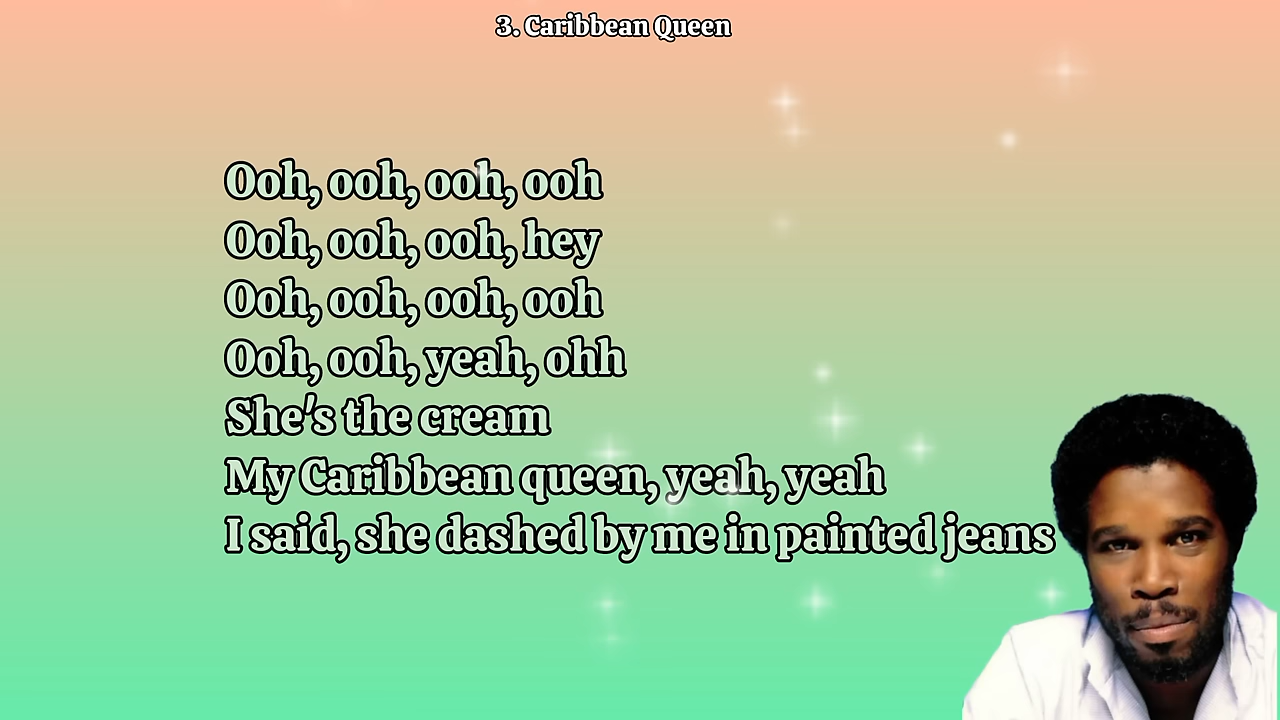 3. Caribbean Queen
Ooh, ooh, ooh, ooh
Ooh, ooh, ooh, hey
Ooh, ooh, ooh, ooh
Ooh, ooh, yeah, ohh
She's the cream
My Caribbean queen, yeah, yeah
I said, she dashed by me in painted jeans